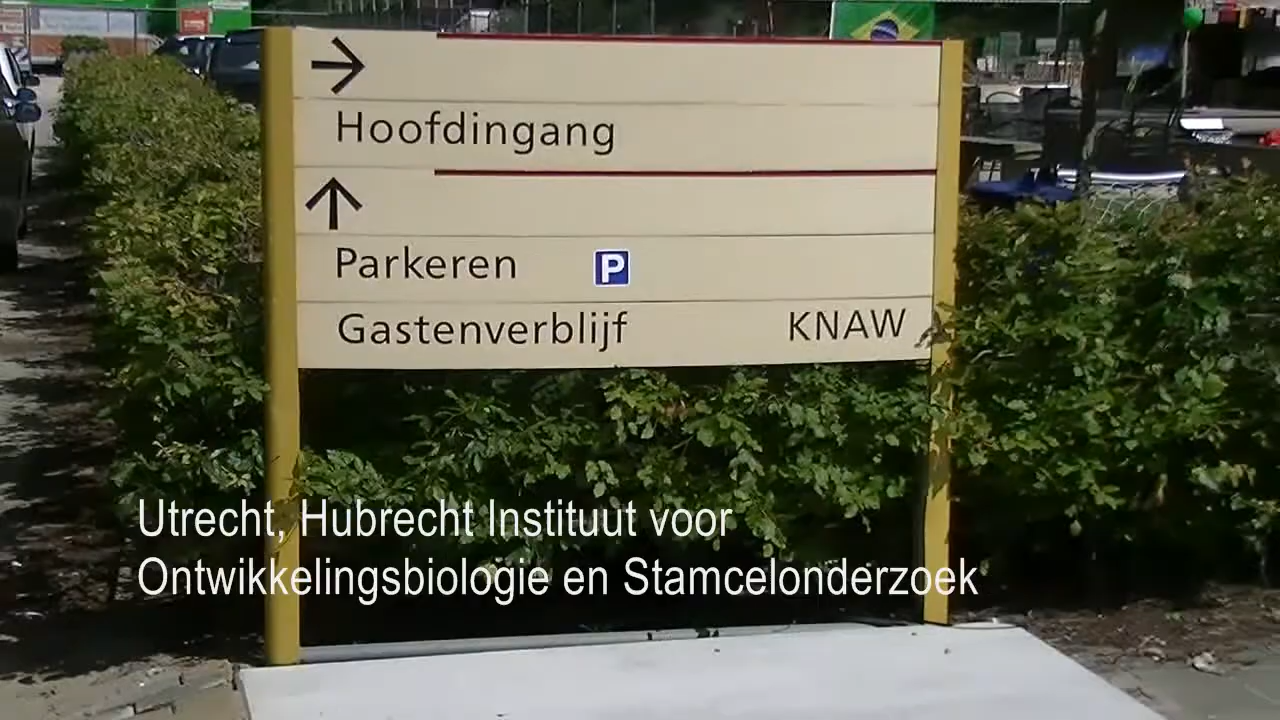 Hoofdingang
Parkeren P
Gastenverblijf KNAW
Utrecht, Hubrecht Instituut voor
Ontwikkelingsbiologie en Stamcelonderzoek